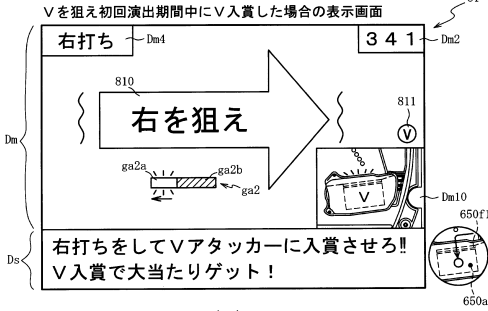 Vを狙え初回演出期間中にV入賞した場合の表示画面
右打ち
Dm4
341
Dm2
810
811
右を狙え
V
Dm
ga2a
ga2b
ga2
V
Dm10
650f1
Ds
右打ちをしてVアタッカーに入賞させろ!!
V入賞で大当たりゲット！
650a